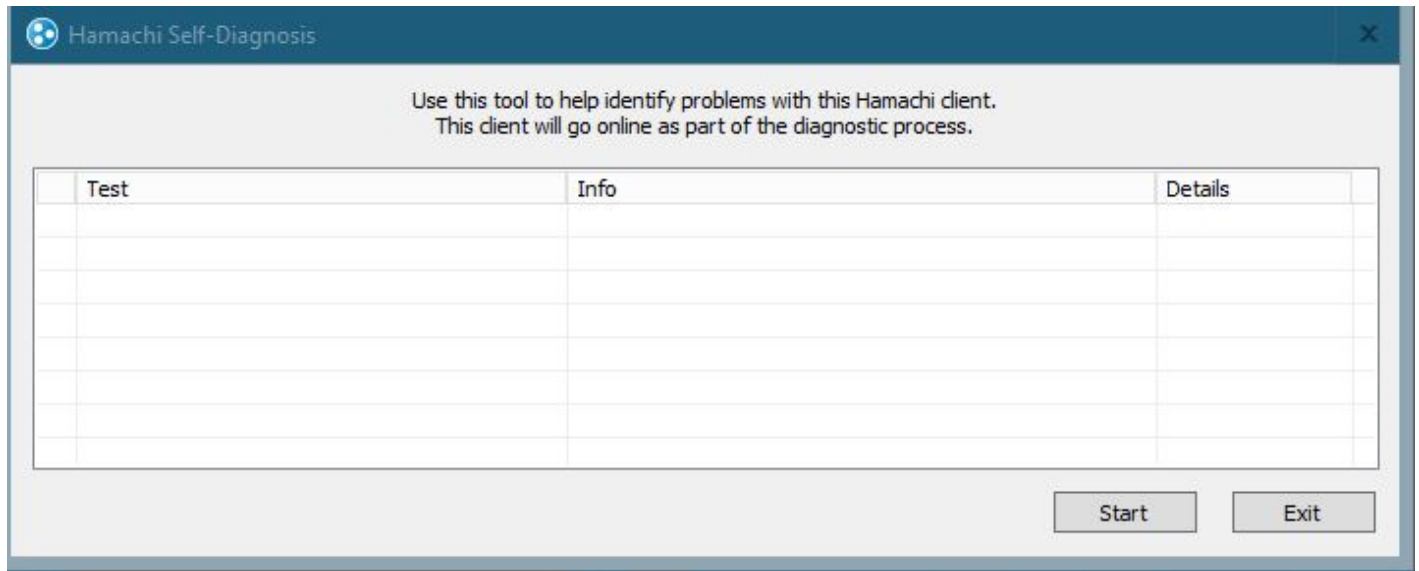 Hamachi Self-Diagnosis
Use this tool to help identify problems with this Hamachi client.
This client will go online as part of the diagnostic process.
Test Info Details
Start Exit